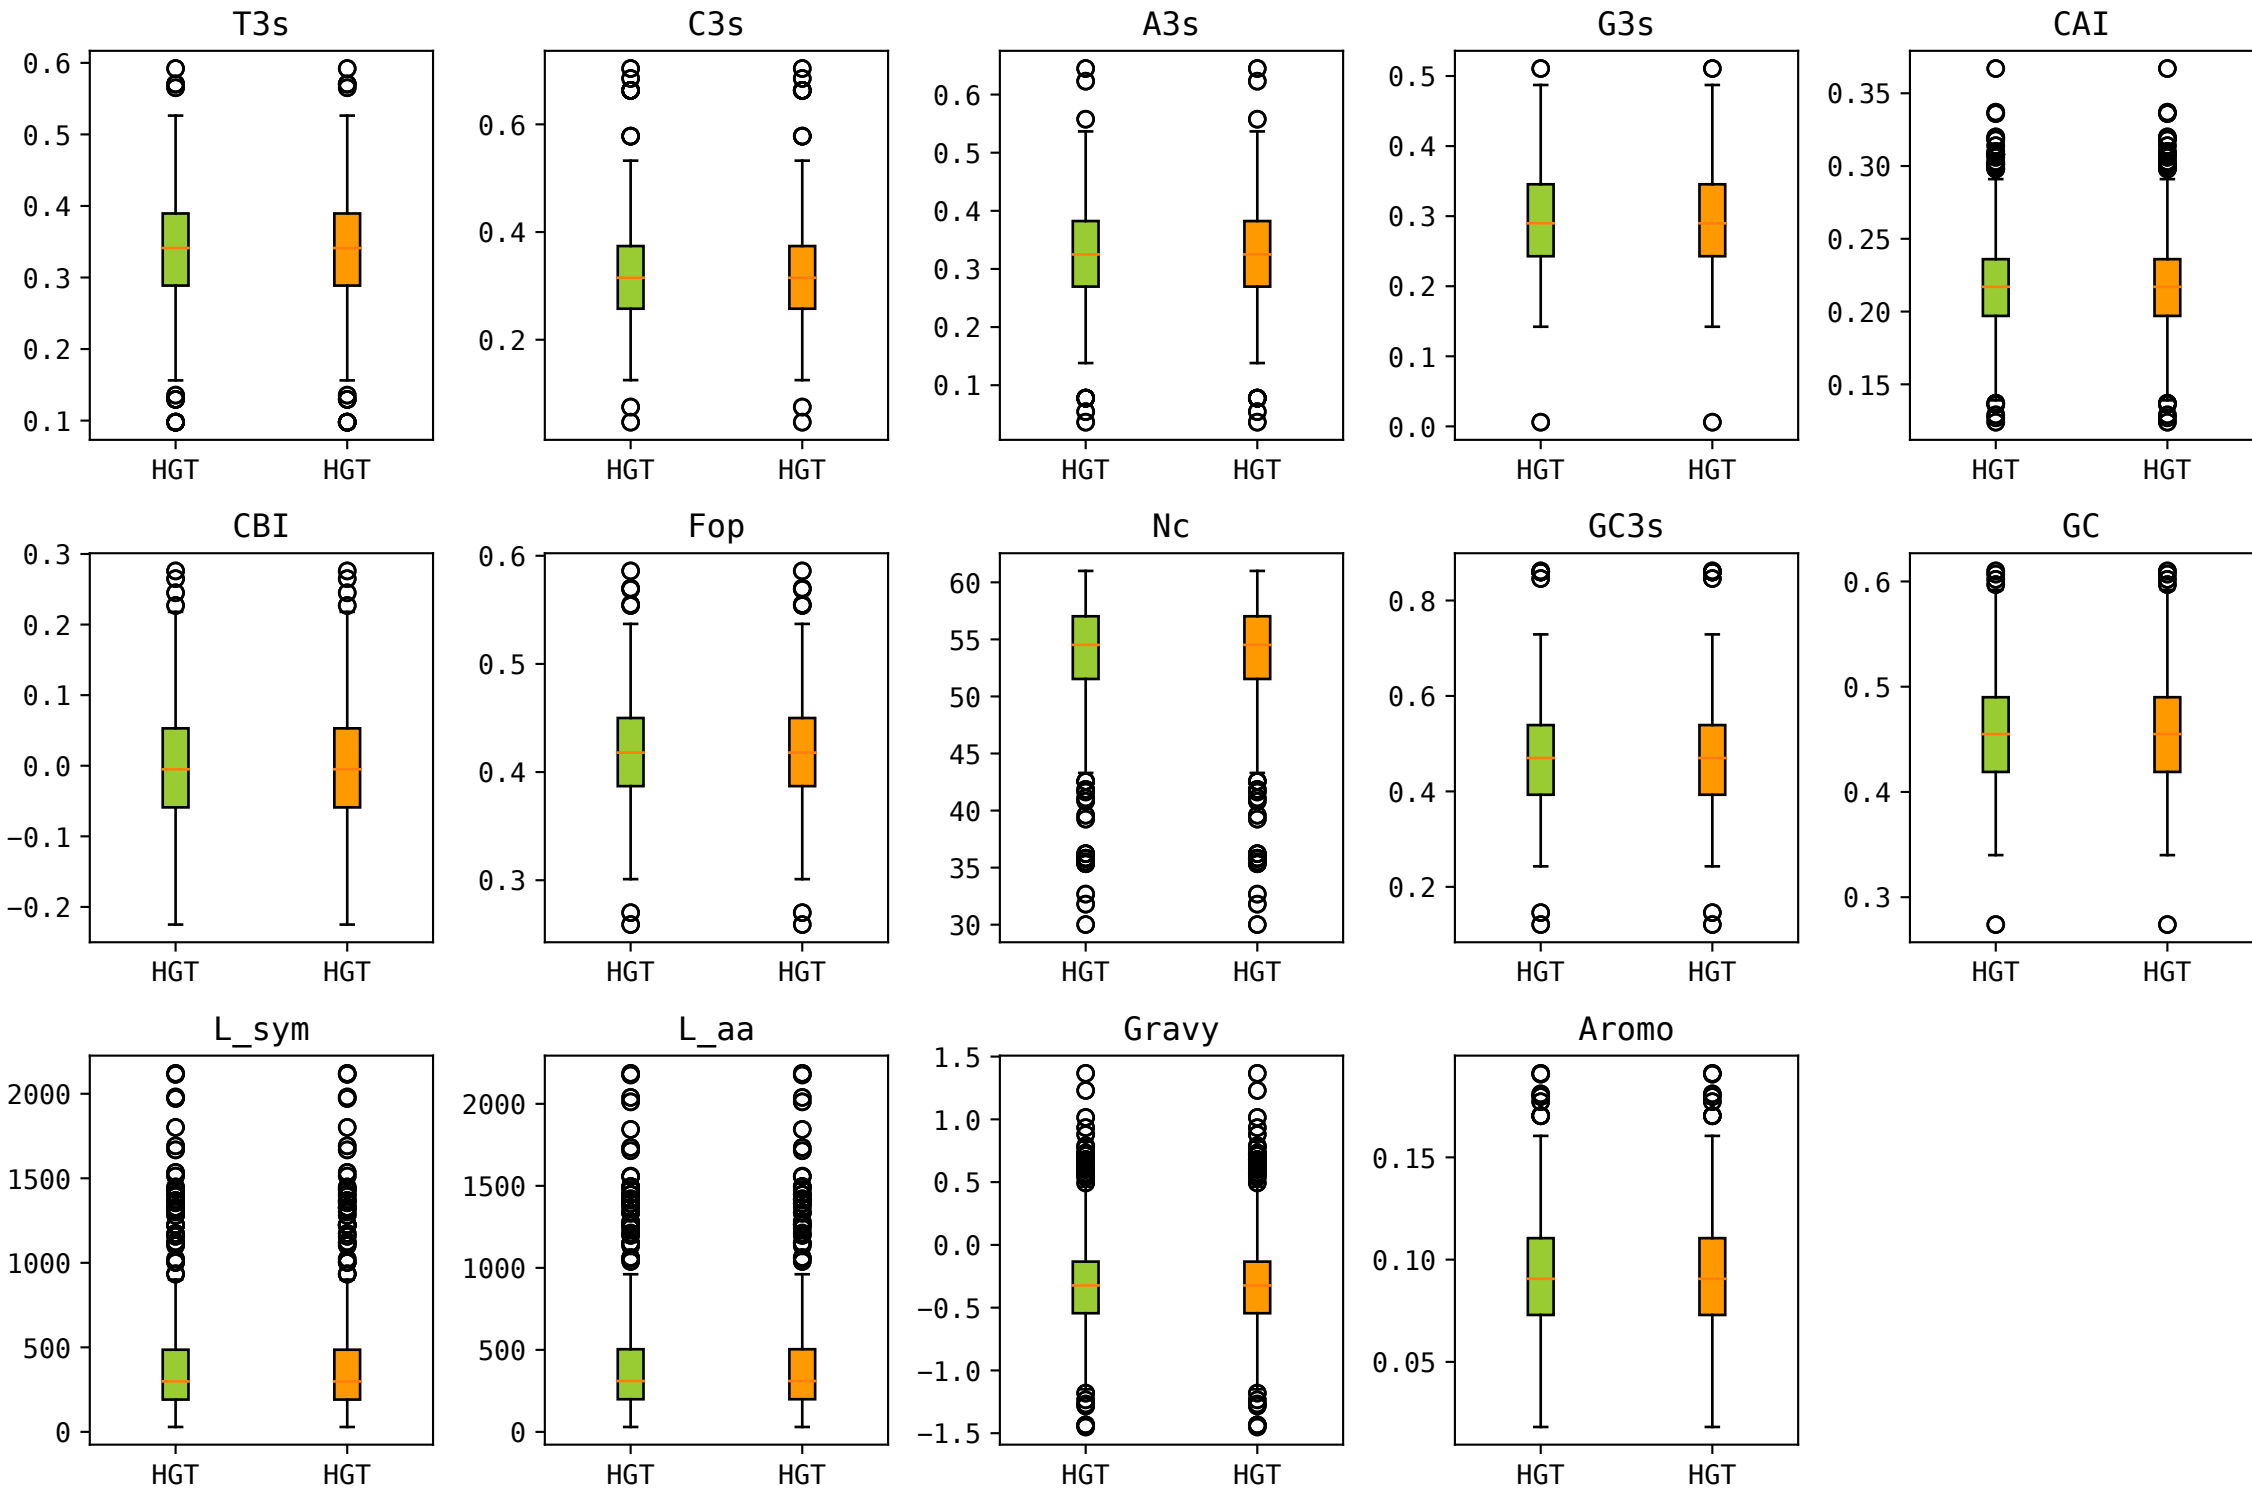 T3s
C3s
A3s
G3s
CAI
0.6
0.5
0.4
0.3
0.2
0.1
HGT
HGT
0.6
0.4
0.2
HGT
HGT
0.6
0.5
0.4
0.3
0.2
0.1
HGT
HGT
0.5
0.4
0.3
0.2
0.1
0.0
HGT
HGT
0.35
0.30
0.25
0.20
0.15
HGT
HGT
CBI
Fop
Nc
GC3s
GC
0.3
0.2
0.1
0.0
−0.1
−0.2
HGT
HGT
0.6
0.5
0.4
0.3
HGT
HGT
60
55
50
45
40
35
30
HGT
HGT
0.8
0.6
0.4
0.2
HGT
HGT
0.6
0.5
0.4
0.3
HGT
HGT
L_sym
L_aa
Gravy
Aromo
2000
1500
1000
500
0
HGT
HGT
2000
1500
1000
500
0
HGT
HGT
1.5
1.0
0.5
0.0
−0.5
−1.0
−1.5
HGT
HGT
0.15
0.10
0.05
HGT
HGT